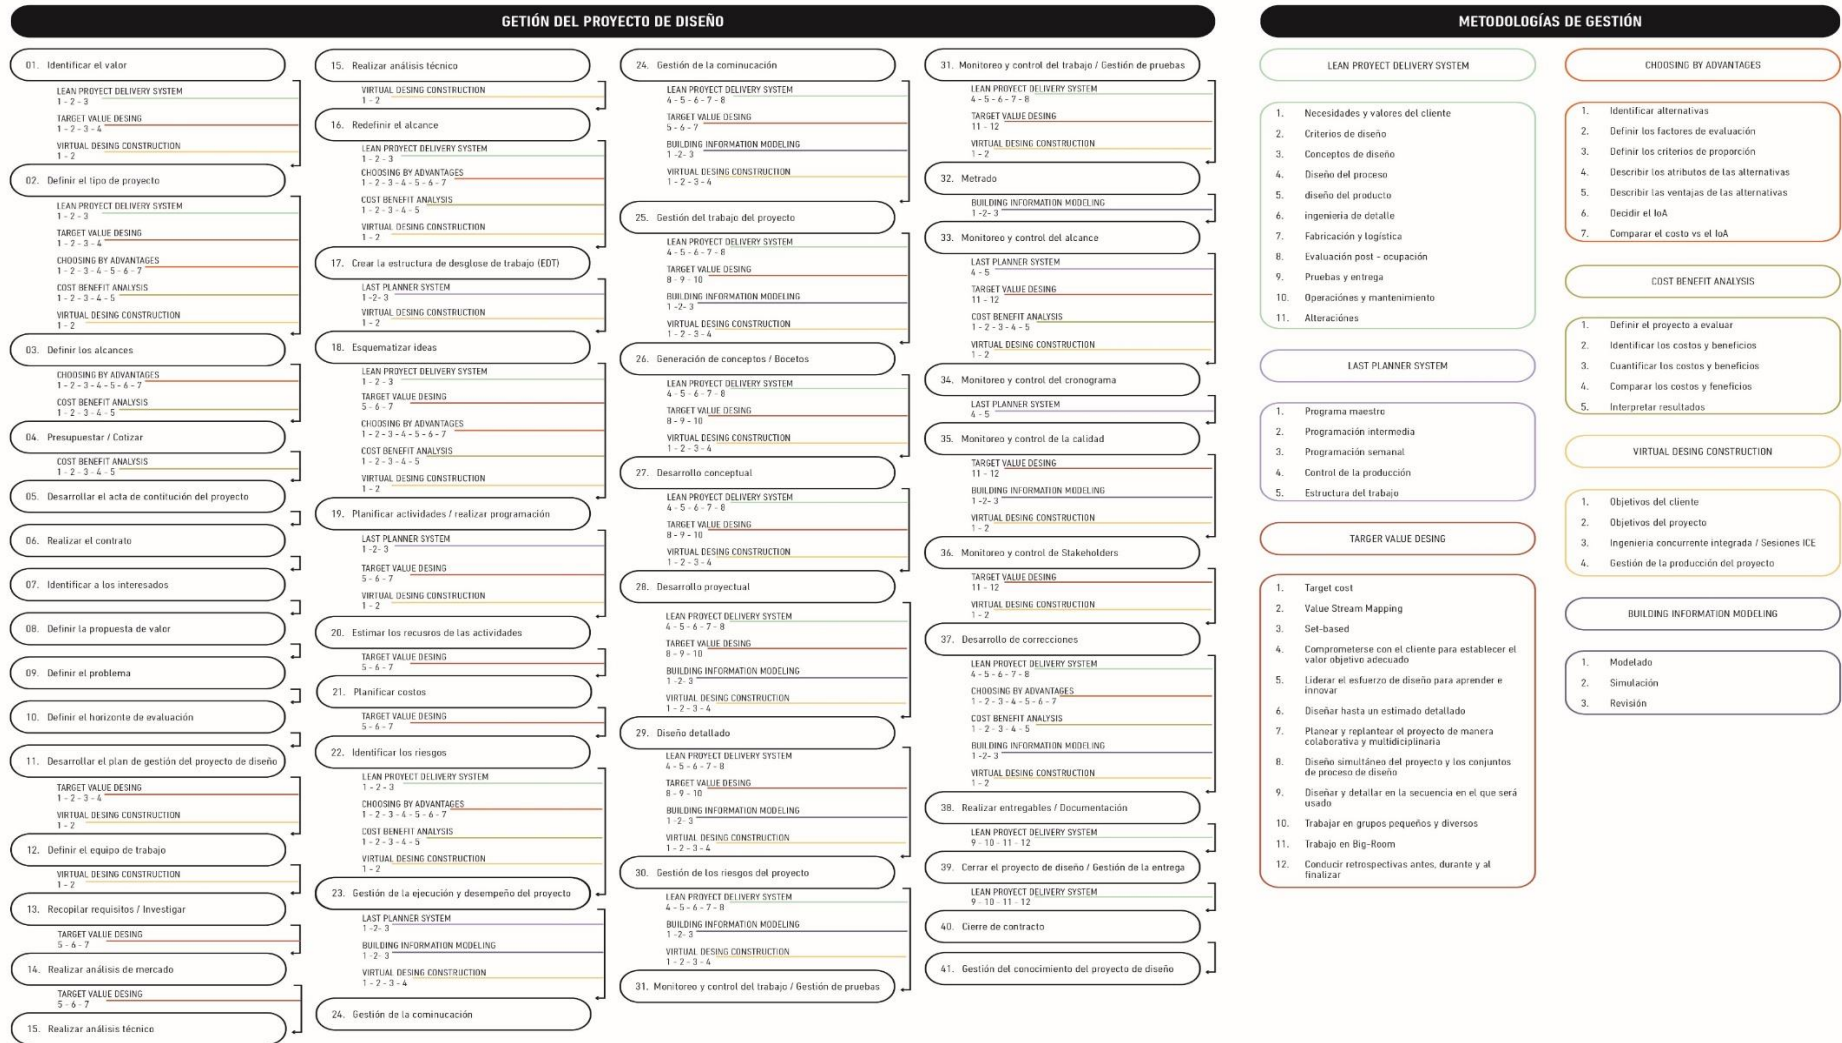 GETIÓN DEL PROYECTO DE DISEÑO
01. Identificar el valor
LEAN PROYECT DELIVERY SYSTEM
1 - 2 - 3
TARGET VALUE DESING
1 - 2 - 3 - 4
VIRTUAL DESING CONSTRUCTION
1 - 2
02. Definir el tipo de proyecto
LEAN PROYECT DELIVERY SYSTEM
1 - 2 - 3
TARGET VALUE DESING
1 - 2 - 3 - 4
CHOOSING BY ADVANTAGES
1 - 2 - 3 - 4 - 5 - 6 - 7
COST BENEFIT ANALYSIS
1 - 2 - 3 - 4 - 5
VIRTUAL DESING CONSTRUCTION
1 - 2
03. Definir los alcances
CHOOSING BY ADVANTAGES
1 - 2 - 3 - 4 - 5 - 6 - 7
COST BENEFIT ANALYSIS
1 - 2 - 3 - 4 - 5
04. Presupuestar / Cotizar
COST BENEFIT ANALYSIS
1 - 2 - 3 - 4 - 5
05. Desarrollar el acta de contitución del proyecto
06. Realizar el contrato
07. Identificar a los interesados
08. Definir la propuesta de valor
09. Definir el problema
10. Definir el horizonte de evaluación
11. Desarrollar el plan de gestión del proyecto de diseño
TARGET VALUE DESING
1 - 2 - 3 - 4
VIRTUAL DESING CONSTRUCTION
1 - 2
12. Definir el equipo de trabajo
VIRTUAL DESING CONSTRUCTION
1 - 2
13. Recopilar requisitos / Investigar
TARGET VALUE DESING
5 - 6 - 7
14. Realizar análisis de mercado
TARGET VALUE DESING
5 - 6 - 7
15. Realizar análisis técnico
15. Realizar análisis técnico
VIRTUAL DESING CONSTRUCTION
1 - 2
16. Redefinir el alcance
LEAN PROYECT DELIVERY SYSTEM
1 - 2 - 3
CHOOSING BY ADVANTAGES
1 - 2 - 3 - 4 - 5 - 6 - 7
COST BENEFIT ANALYSIS
1 - 2 - 3 - 4 - 5
VIRTUAL DESING CONSTRUCTION
1 - 2
17. Crear la estructura de desglose de trabajo (EDT)
LAST PLANNER SYSTEM
1 -2- 3
VIRTUAL DESING CONSTRUCTION
1 - 2
18. Esquematizar ideas
LEAN PROYECT DELIVERY SYSTEM
1 - 2 - 3
TARGET VALUE DESING
5 - 6 - 7
CHOOSING BY ADVANTAGES
1 - 2 - 3 - 4 - 5 - 6 - 7
COST BENEFIT ANALYSIS
1 - 2 - 3 - 4 - 5
VIRTUAL DESING CONSTRUCTION
1 - 2
19. Planificar actividades / realizar programación
LAST PLANNER SYSTEM
1 -2- 3
TARGET VALUE DESING
5 - 6 - 7
VIRTUAL DESING CONSTRUCTION
1 - 2
20. Estimar los recusros de las actividades
TARGET VALUE DESING
5 - 6 - 7
21. Planificar costos
TARGET VALUE DESING
5 - 6 - 7
22. Identificar los riesgos
LEAN PROYECT DELIVERY SYSTEM
1 - 2 - 3
CHOOSING BY ADVANTAGES
1 - 2 - 3 - 4 - 5 - 6 - 7
COST BENEFIT ANALYSIS
1 - 2 - 3 - 4 - 5
VIRTUAL DESING CONSTRUCTION
1 - 2
23. Gestión de la ejecución y desempeño del proyecto
LAST PLANNER SYSTEM
1 -2- 3
BUILDING INFORMATION MODELING
1 -2- 3
VIRTUAL DESING CONSTRUCTION
1 - 2 - 3 - 4
24. Gestión de la cominucación
24. Gestión de la cominucación
LEAN PROYECT DELIVERY SYSTEM
4 - 5 - 6 - 7 - 8
TARGET VALUE DESING
5 - 6 - 7
BUILDING INFORMATION MODELING
1 -2- 3
VIRTUAL DESING CONSTRUCTION
1 - 2 - 3 - 4
25. Gestión del trabajo del proyecto
LEAN PROYECT DELIVERY SYSTEM
4 - 5 - 6 - 7 - 8
TARGET VALUE DESING
8 - 9 - 10
BUILDING INFORMATION MODELING
1 -2- 3
VIRTUAL DESING CONSTRUCTION
1 - 2 - 3 - 4
26. Generación de conceptos / Bocetos
LEAN PROYECT DELIVERY SYSTEM
4 - 5 - 6 - 7 - 8
TARGET VALUE DESING
8 - 9 - 10
VIRTUAL DESING CONSTRUCTION
1 - 2 - 3 - 4
27. Desarrollo conceptual
LEAN PROYECT DELIVERY SYSTEM
4 - 5 - 6 - 7 - 8
TARGET VALUE DESING
8 - 9 - 10
VIRTUAL DESING CONSTRUCTION
1 - 2 - 3 - 4
28. Desarrollo proyectual
LEAN PROYECT DELIVERY SYSTEM
4 - 5 - 6 - 7 - 8
TARGET VALUE DESING
8 - 9 - 10
BUILDING INFORMATION MODELING
1 -2- 3
VIRTUAL DESING CONSTRUCTION
1 - 2 - 3 - 4
29. Diseño detallado
LEAN PROYECT DELIVERY SYSTEM
4 - 5 - 6 - 7 - 8
TARGET VALUE DESING
8 - 9 - 10
BUILDING INFORMATION MODELING
1 -2- 3
VIRTUAL DESING CONSTRUCTION
1 - 2 - 3 - 4
30. Gestión de los riesgos del proyecto
LEAN PROYECT DELIVERY SYSTEM
4 - 5 - 6 - 7 - 8
BUILDING INFORMATION MODELING
1 -2- 3
VIRTUAL DESING CONSTRUCTION
1 - 2 - 3 - 4
31. Monitoreo y control del trabajo / Gestión de pruebas
31. Monitoreo y control del trabajo / Gestión de pruebas
LEAN PROYECT DELIVERY SYSTEM
4 - 5 - 6 - 7 - 8
TARGET VALUE DESING
11 - 12
VIRTUAL DESING CONSTRUCTION
1 - 2
32. Metrado
BUILDING INFORMATION MODELING
1 -2- 3
33. Monitoreo y control del alcance
LAST PLANNER SYSTEM
4 - 5
TARGET VALUE DESING
11 - 12
COST BENEFIT ANALYSIS
1 - 2 - 3 - 4 - 5
VIRTUAL DESING CONSTRUCTION
1 - 2
34. Monitoreo y control del cronograma
LAST PLANNER SYSTEM
4 - 5
35. Monitoreo y control de la calidad
TARGET VALUE DESING
11 - 12
BUILDING INFORMATION MODELING
1 -2- 3
VIRTUAL DESING CONSTRUCTION
1 - 2
36. Monitoreo y control de Stakeholders
TARGET VALUE DESING
11 - 12
VIRTUAL DESING CONSTRUCTION
1 - 2
37. Desarrollo de correcciones
LEAN PROYECT DELIVERY SYSTEM
4 - 5 - 6 - 7 - 8
CHOOSING BY ADVANTAGES
1 - 2 - 3 - 4 - 5 - 6 - 7
COST BENEFIT ANALYSIS
1 - 2 - 3 - 4 - 5
BUILDING INFORMATION MODELING
1 -2- 3
VIRTUAL DESING CONSTRUCTION
1 - 2
38. Realizar entregables / Documentación
LEAN PROYECT DELIVERY SYSTEM
9 - 10 - 11 - 12
39. Cerrar el proyecto de diseño / Gestión de la entrega
LEAN PROYECT DELIVERY SYSTEM
9 - 10 - 11 - 12
40. Cierre de contracto
41. Gestión del conocimiento del proyecto de diseño
METODOLOGÍAS DE GESTIÓN
LEAN PROYECT DELIVERY SYSTEM
1. Necesidades y valores del cliente
2. Criterios de diseño
3. Conceptos de diseño
4. Diseño del proceso
5. diseño del producto
6. ingenieria de detalle
7. Fabricación y logística
8. Evaluación post - ocupación
9. Pruebas y entrega
10. Operaciónes y mantenimiento
11. Alteraciónes
LAST PLANNER SYSTEM
1. Programa maestro
2. Programación intermedia
3. Programación semanal
4. Control de la producción
5. Estructura del trabajo
TARGER VALUE DESING
1. Target cost
2. Value Stream Mapping
3. Set-based
4. Comprometerse con el cliente para establecer el
valor objetivo adecuado
5. Liderar el esfuerzo de diseño para aprender e
innovar
6. Diseñar hasta un estimado detallado
7. Planear y replantear el proyecto de manera
colaborativa y multidiciplinaria
8. Diseño simultáneo del proyecto y los conjuntos
de proceso de diseño
9. Diseñar y detallar en la secuencia en el que será
usado
10. Trabajar en grupos pequeños y diversos
11. Trabajo en Big-Room
12. Conducir retrospectivas antes, durante y al
finalizar
CHOOSING BY ADVANTAGES
1. Identificar alternativas
2. Definir los factores de evaluación
3. Definir los criterios de proporción
4. Describir los atributos de las alternativas
5. Describir las ventajas de las alternativas
6. Decidir el IoA
7. Comparar el costo vs el IoA
COST BENEFIT ANALYSIS
1. Definir el proyecto a evaluar
2. Identificar los costos y beneficios
3. Cuantificar los costos y beneficios
4. Comparar los costos y feneficios
5. Interpretar resultados
VIRTUAL DESING CONSTRUCTION
1. Objetivos del cliente
2. Objetivos del proyecto
3. Ingenieria concurrente integrada / Sesiones ICE
4. Gestión de la producción del proyecto
BUILDING INFORMATION MODELING
1. Modelado
2. Simulación
3. Revisión